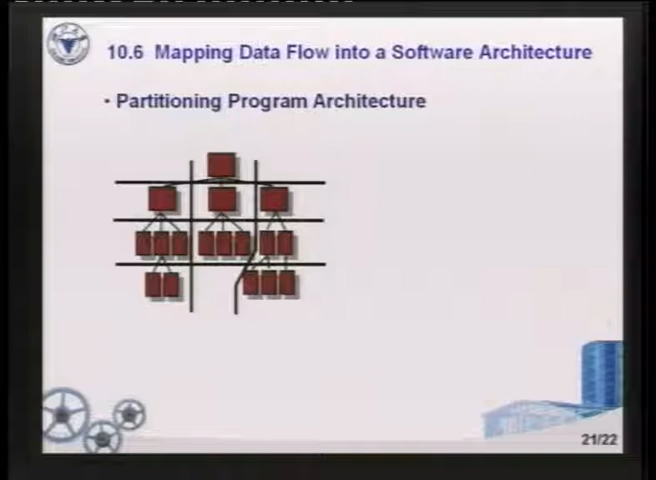 10.6 Mapping Data Flow into a Software Architecture
• Partitioning Program Architecture
21/22